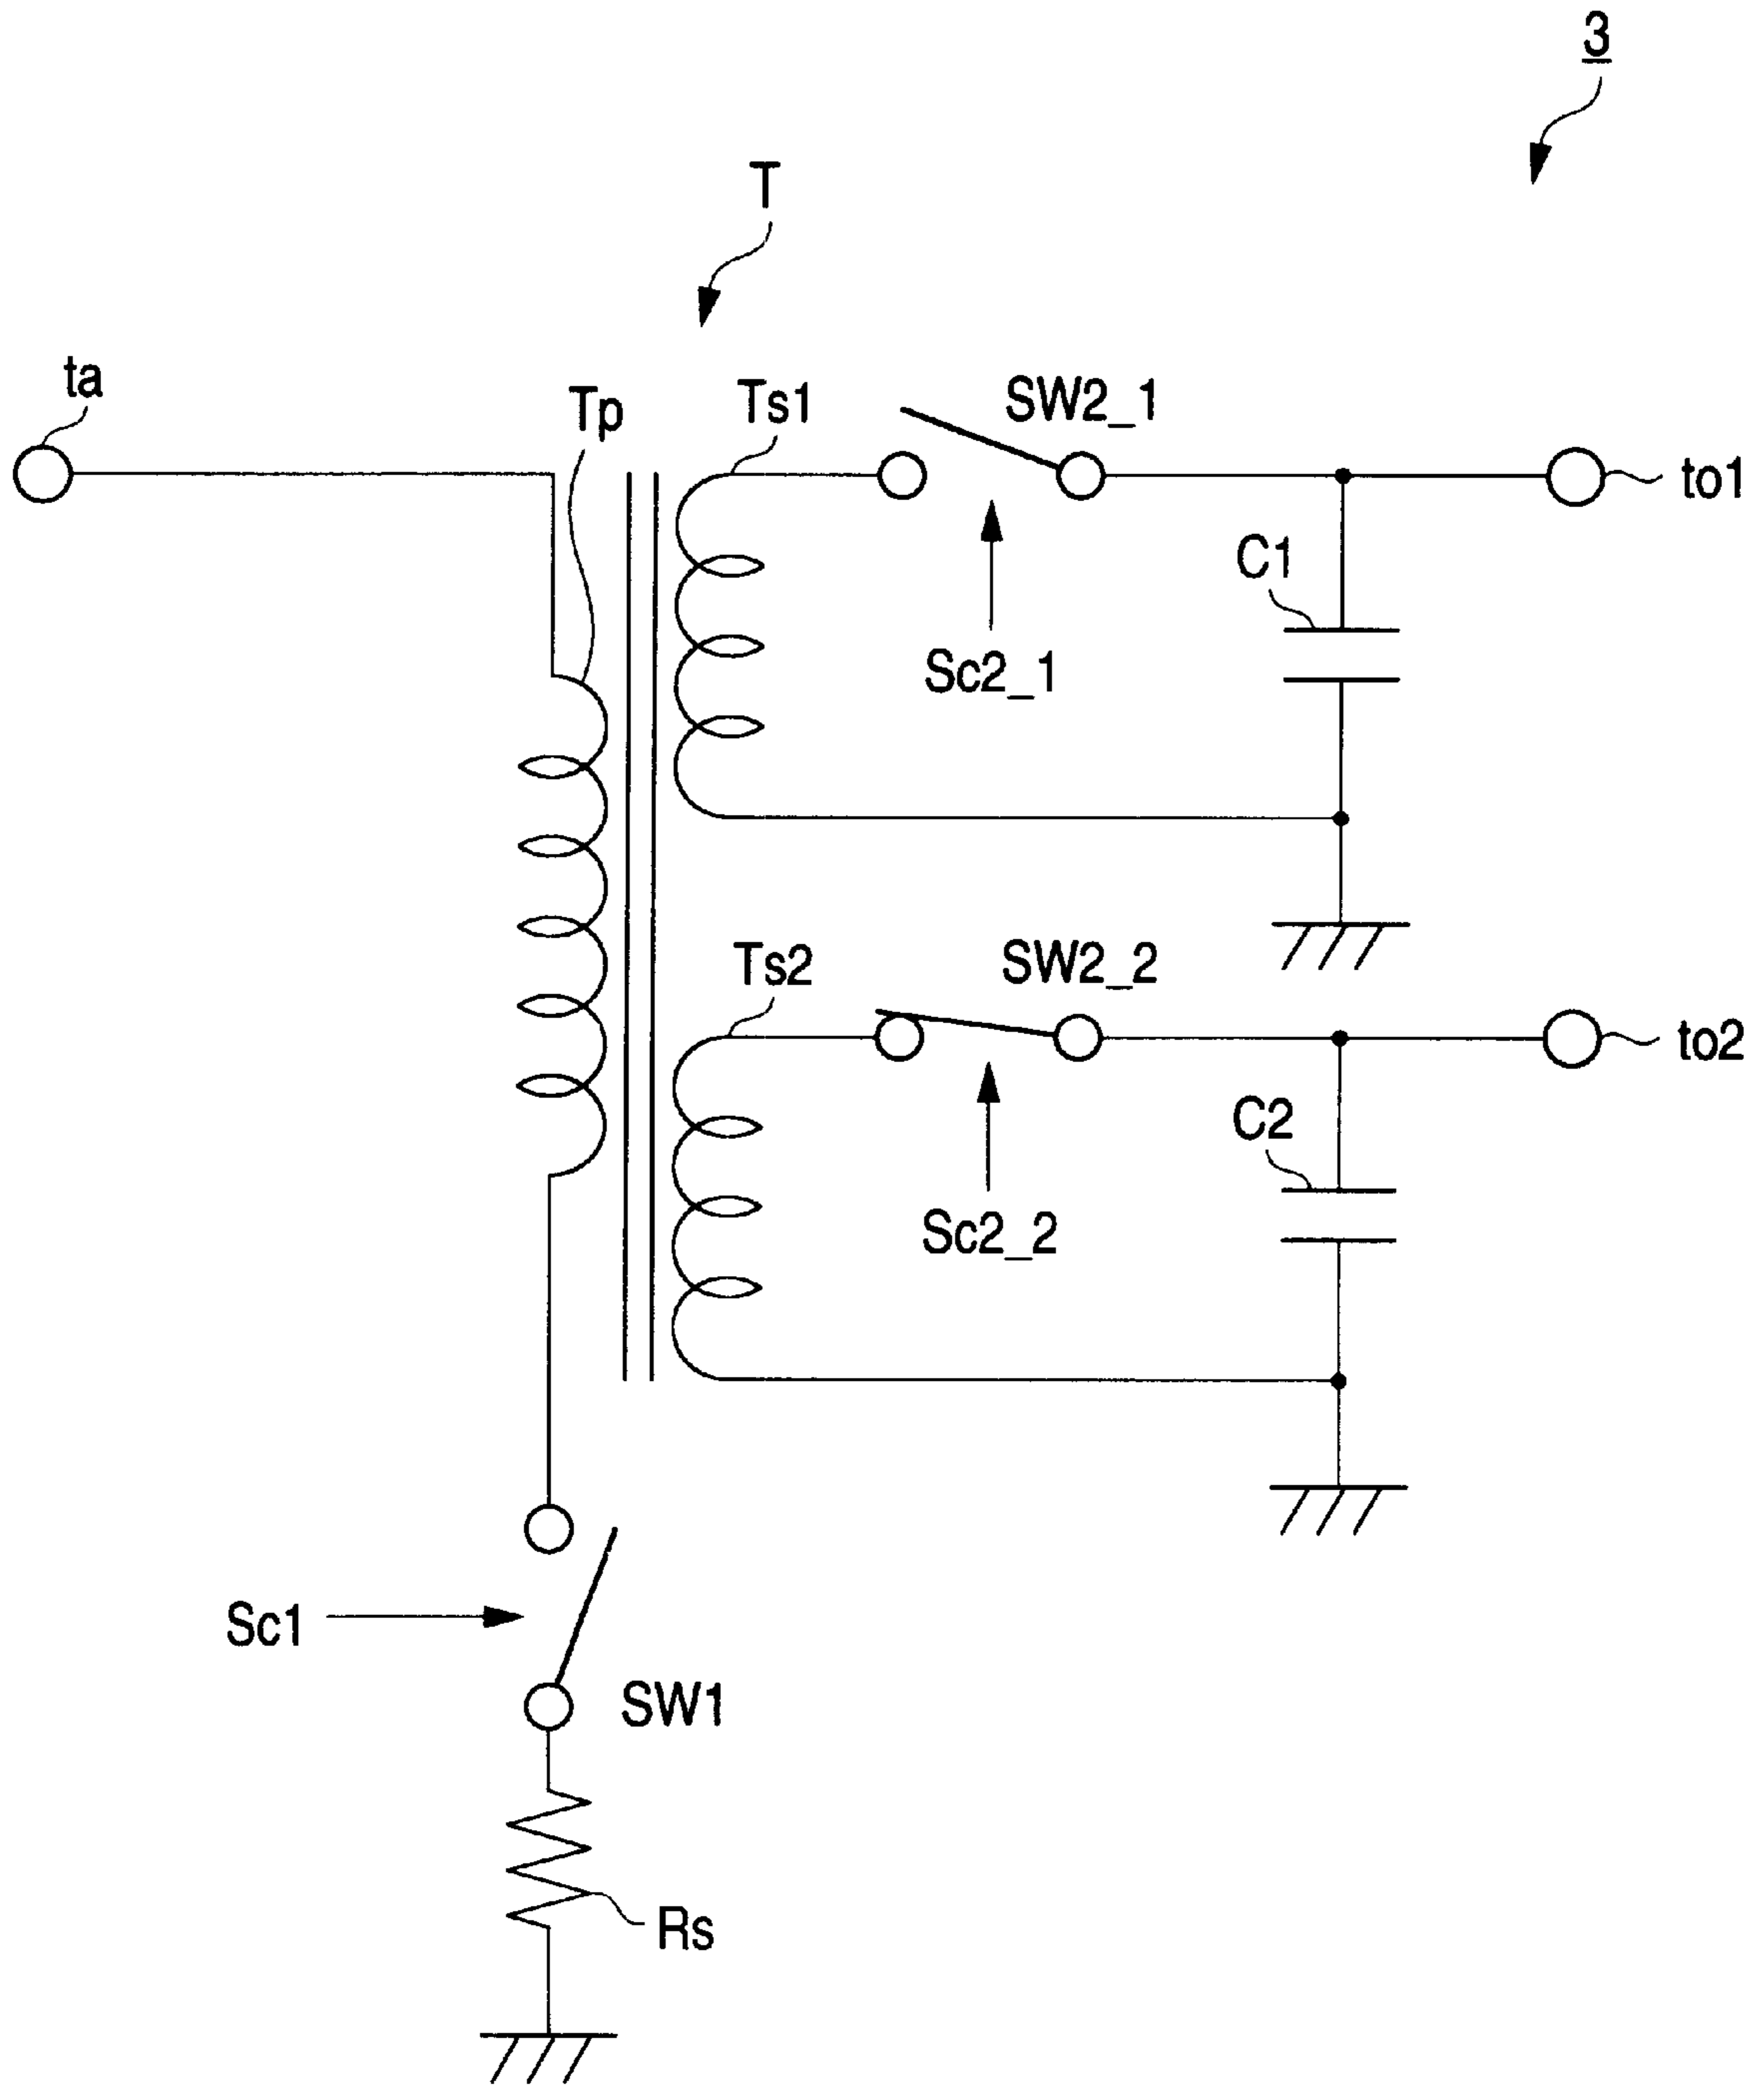 3
T
ta
Tp
Ts1
SW2_1
to1
C1
Sc2_1
Ts2
SW2_2
to2
C2
Sc2_2
Sc1
SW1
Rs